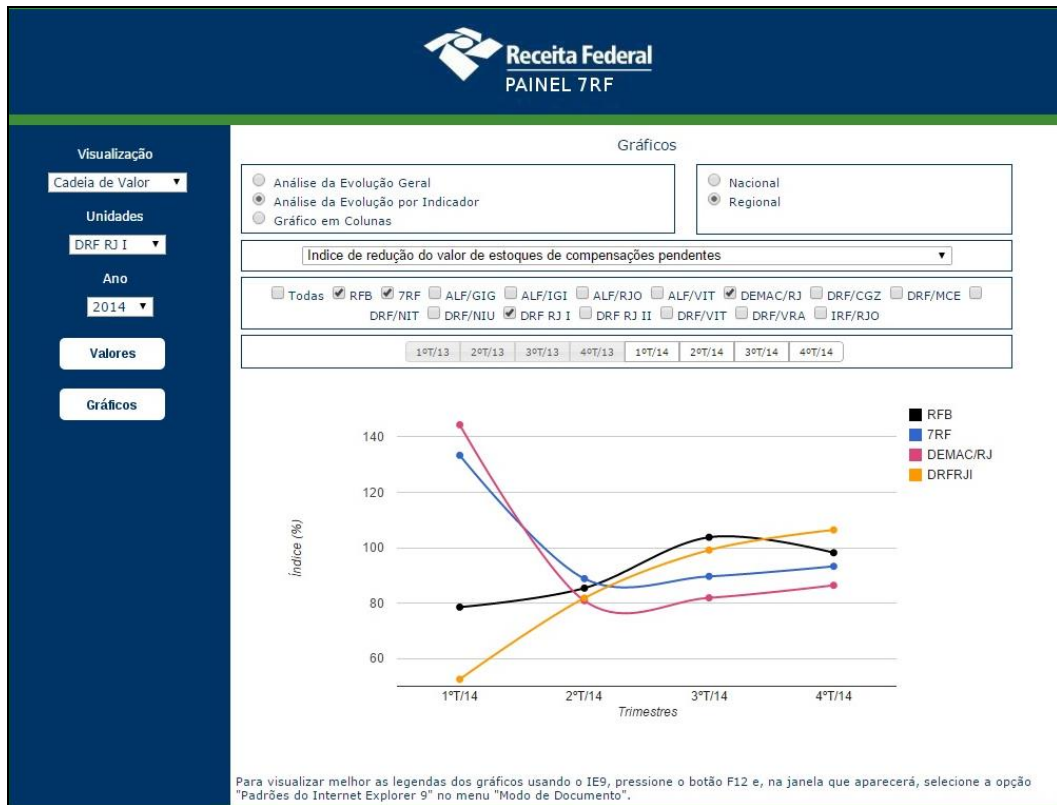 Receita Federal
PAINEL 7RF
Visualização
Cadeia de Valor
Unidades
DRF RJ I
Ano
2014
Valores
Gráficos
Gráficos
Análise da Evolução Geral
Análise da Evolução por Indicador
Gráfico em Colunas
Nacional
Regional
Indice de redução do valor de estoques de compensações pendentes
Todas RFB 7RF ALF/GIG ALF/IGI ALF/RJO ALF/VIT DEMAC/RJ DRF/CGZ DRF/MCE
DRF/NIT DRF/NIU DRF RJ I DRF RJ II DRF/VIT DRF/VRA IRF/RJO
1ºT/13 2ºT/13 3ºT/13 4ºT/13 1ºT/14 2ºT/14 3ºT/14 4ºT/14
RFB
7RF
DEMAC/RJ
DRFRJI
140
120
100
80
60
Índice (%)
1ºT/14 2ºT/14 3ºT/14 4ºT/14
Trimestres
Para visualizar melhor as legendas dos gráficos usando o IE9, pressione o botão F12 e, na janela que aparecerá, selecione a opção
"Padrões do Internet Explorer 9" no menu "Modo de Documento".